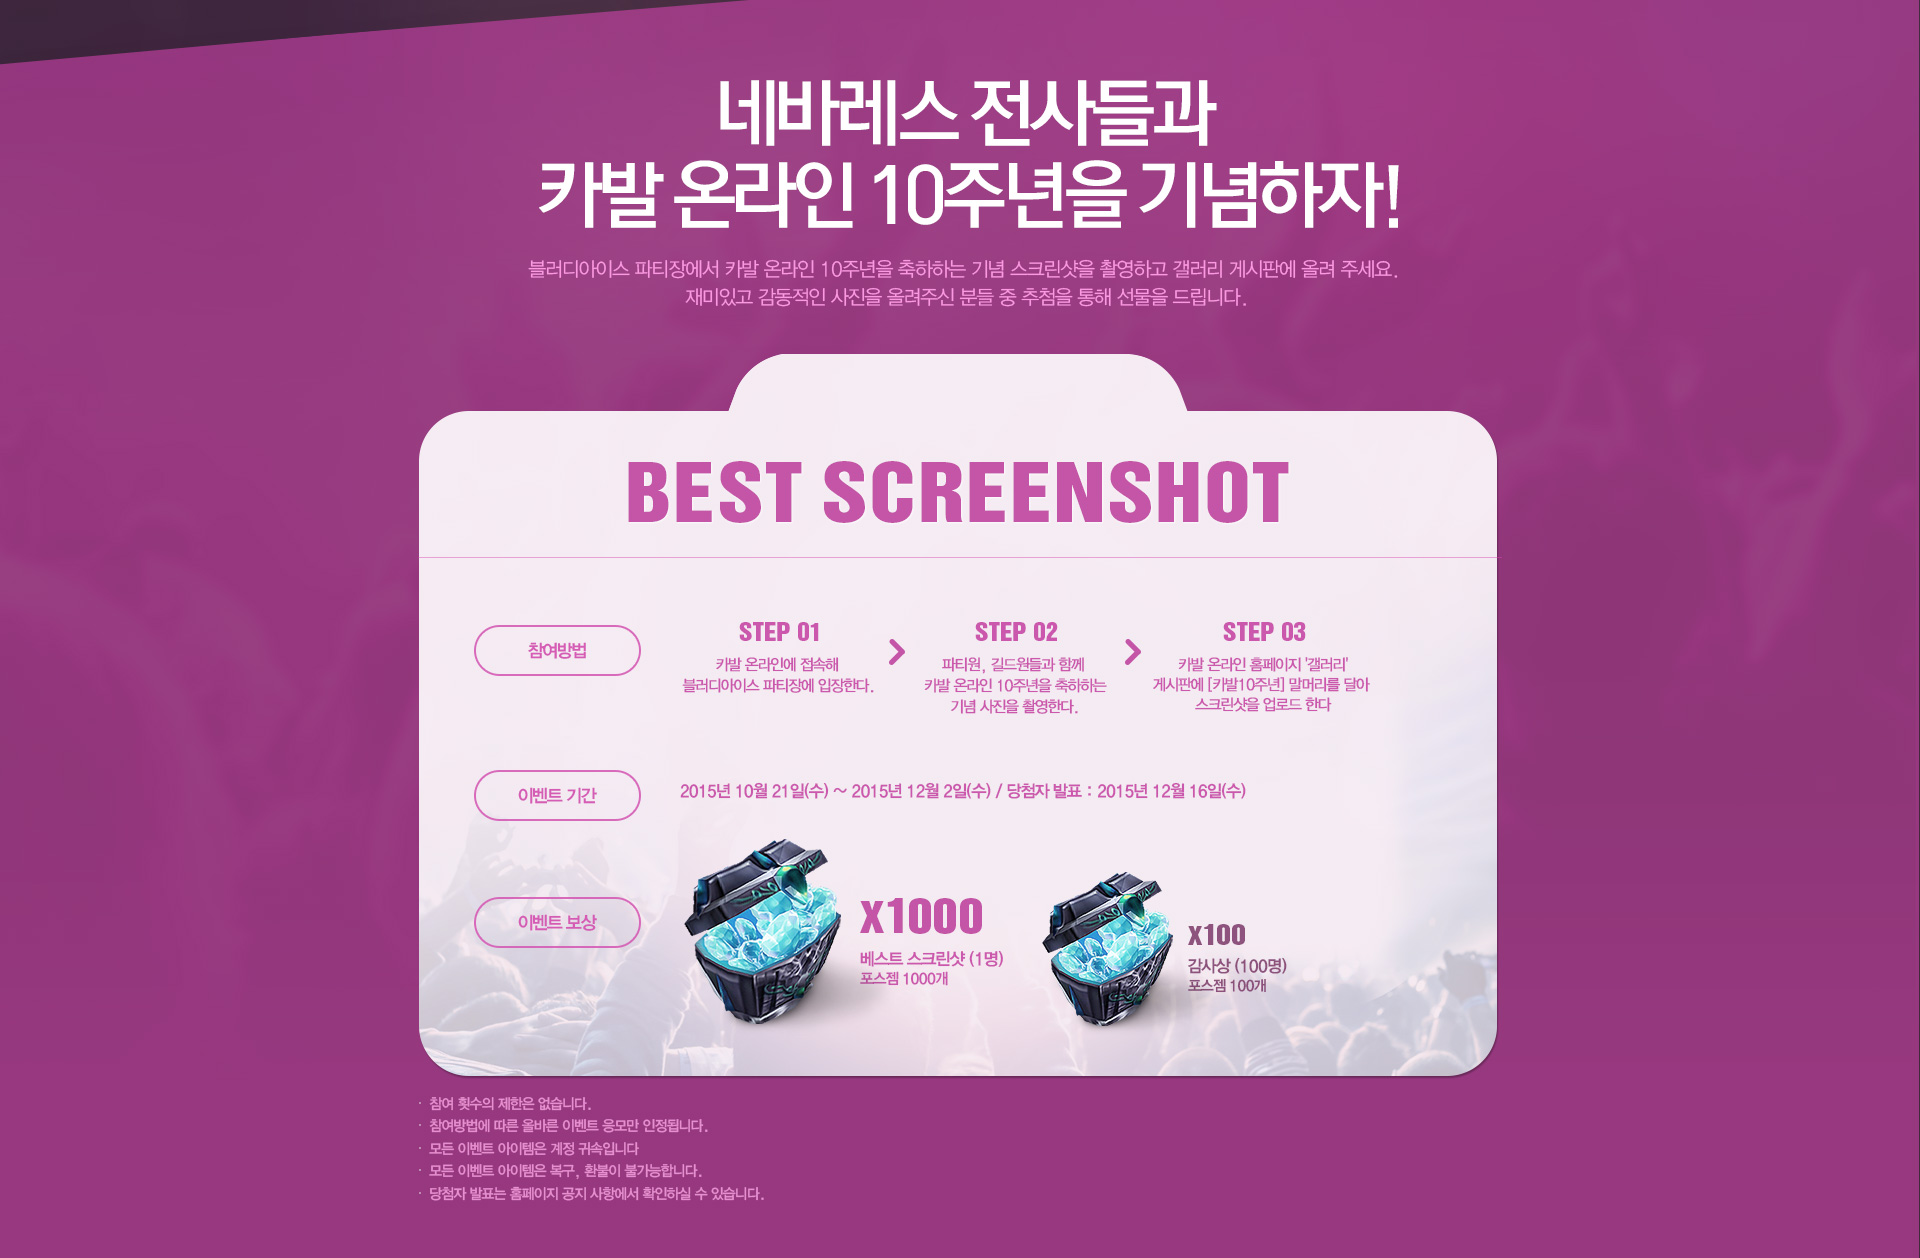 네바레스 전사들과
카발 온라인 10주년을 기념하자!
블러디아이스 파티장에서 카발 온라인 10주년을 축하하는 기념 스크린샷을 촬영하고 갤러리 게시판에 올려 주세요.
재미있고 감동적인 사진을 올려주신 분들 중 추첨을 통해 선물을 드립니다.
BEST SCREENSHOT
참여방법
STEP 01
카발 온라인에 접속해
블러디아이스 파티장에 입장한다.
STEP 02
파티원, 길드원들과 함께
카발 온라인 10주년을 축하하는
기념 사진을 촬영한다.
STEP 03
카발 온라인 홈페이지 '갤러리'
게시판에 [카발10주년] 말머리를 달아
스크린샷을 업로드 한다
이벤트 기간
2015년 10월 21일(수) ~ 2015년 12월 2일(수) / 당첨자 발표 : 2015년 12월 16일(수)
이벤트 보상
X1000
베스트 스크린샷 (1명)
포스젬 1000개
X100
감사상 (100명)
포스젬 100개
· 참여 횟수의 제한은 없습니다.
· 참여방법에 따른 올바른 이벤트 응모만 인정됩니다.
· 모든 이벤트 아이템은 계정 귀속입니다
· 모든 이벤트 아이템은 복구, 환불이 불가능합니다.
· 당첨자 발표는 홈페이지 공지 사항에서 확인하실 수 있습니다.